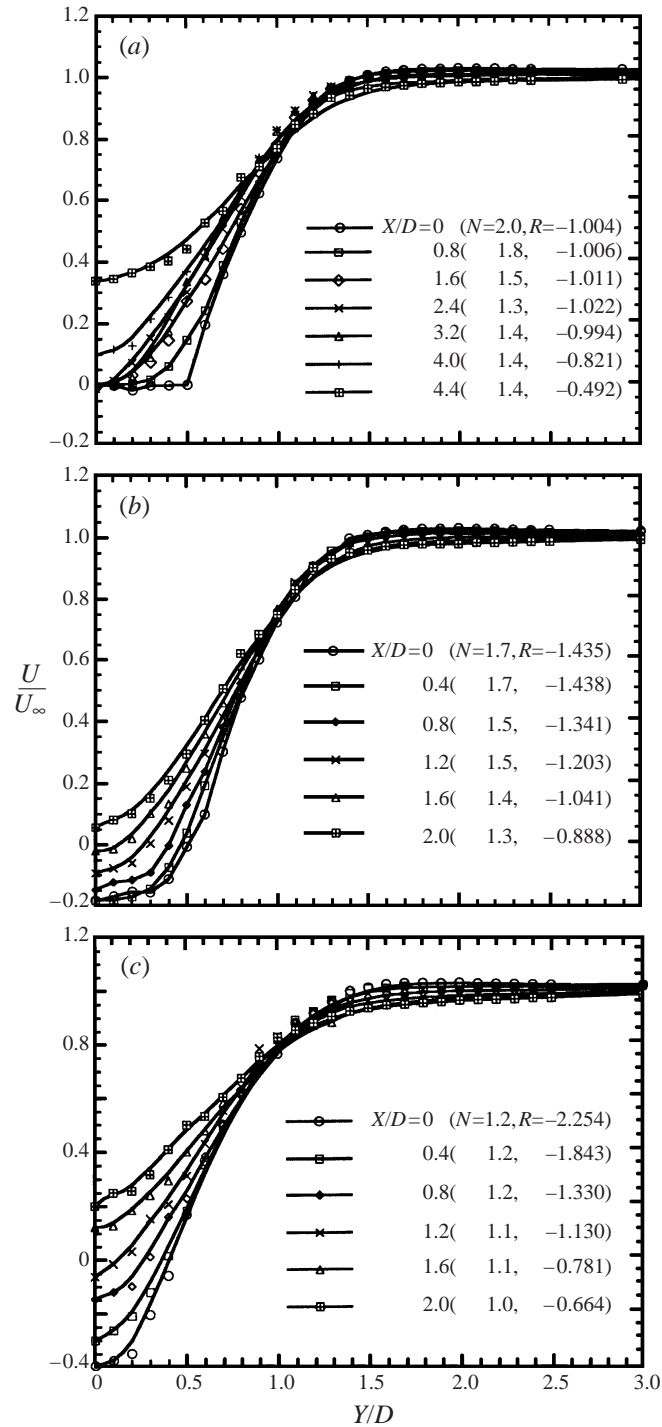 (a)
1.2
1.0
0.8
0.6
0.4
0.2
0
−0.2
X/D=0 (N=2.0, R=−1.004)
0.8( 1.8, −1.006)
1.6( 1.5, −1.011)
2.4( 1.3, −1.022)
3.2( 1.4, −0.994)
4.0( 1.4, −0.821)
4.4( 1.4, −0.492)
(b)
1.2
1.0
0.8
0.6
0.4
0.2
0
−0.2
U
U∞
X/D=0 (N=1.7, R=−1.435)
0.4( 1.7, −1.438)
0.8( 1.5, −1.341)
1.2( 1.5, −1.203)
1.6( 1.4, −1.041)
2.0( 1.3, −0.888)
(c)
1.2
0.8
0.4
0
−0.4
X/D=0 (N=1.2, R=−2.254)
0.4( 1.2, −1.843)
0.8( 1.2, −1.330)
1.2( 1.1, −1.130)
1.6( 1.1, −0.781)
2.0( 1.0, −0.664)
0 0.5 1.0 1.5 2.0 2.5 3.0
Y/D